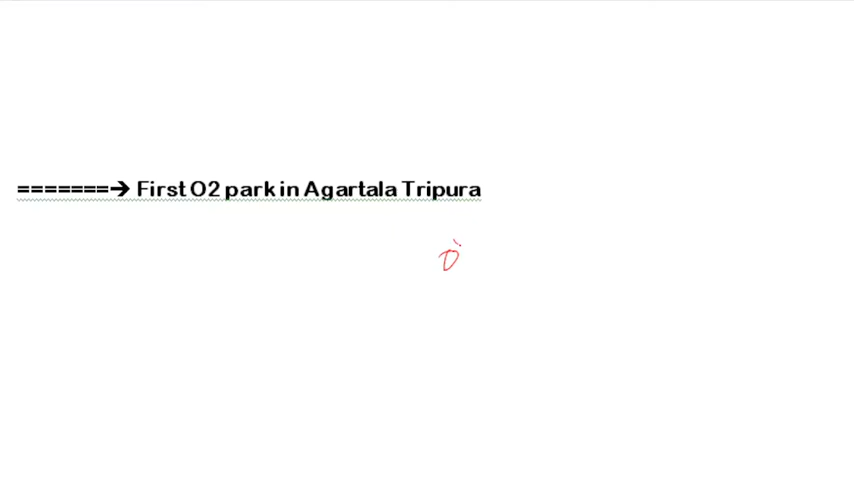 =======➔ First O2 park in Agartala Tripura